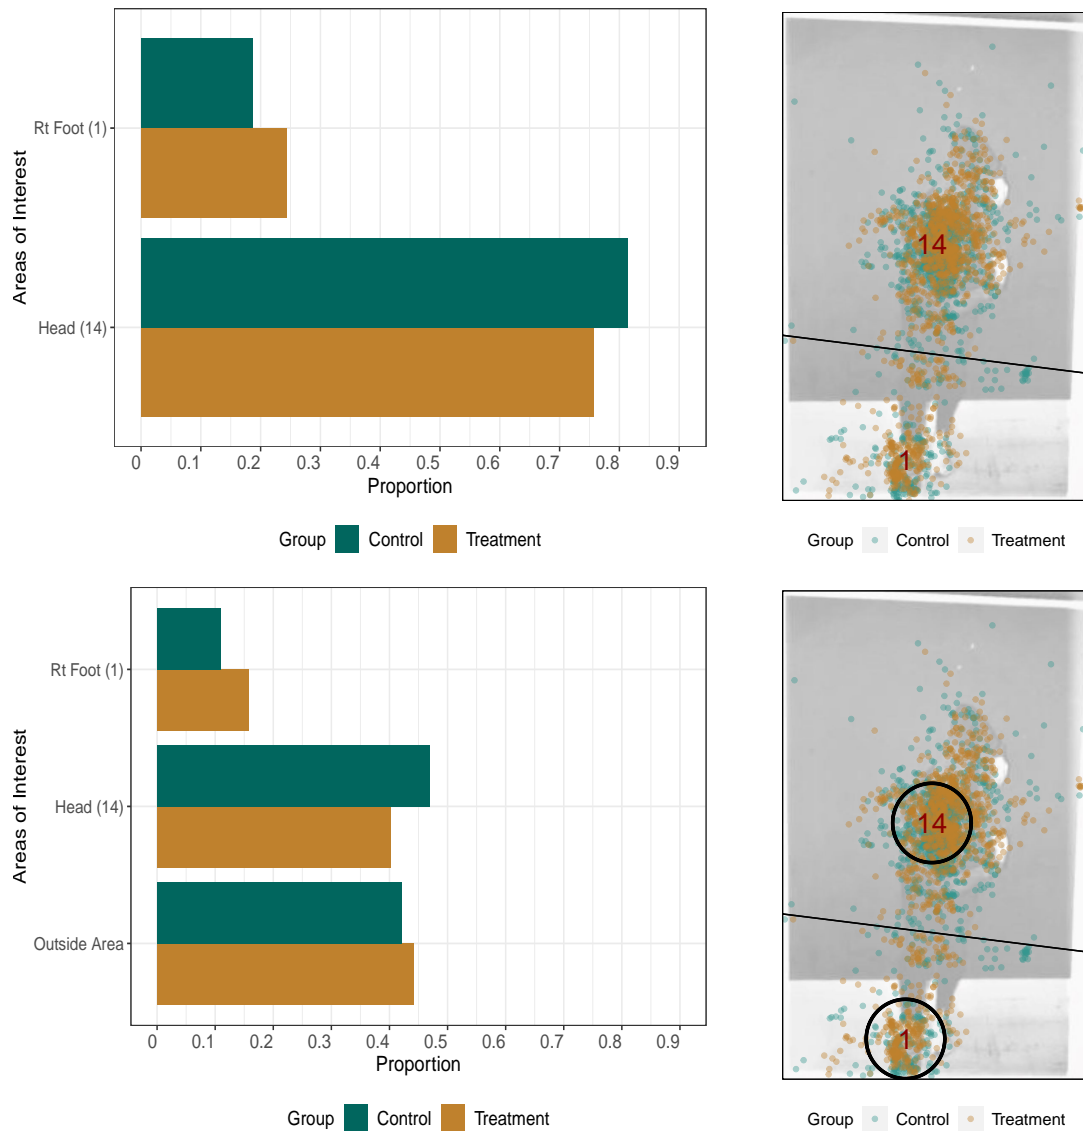 Rt Foot (1)
Head (14)
Areas of Interest
0 0.1 0.2 0.3 0.4 0.5 0.6 0.7 0.8 0.9
Proportion
Group Control Treatment
14
1
Group Control Treatment
Rt Foot (1)
Head (14)
Outside Area
Areas of Interest
0 0.1 0.2 0.3 0.4 0.5 0.6 0.7 0.8 0.9
Proportion
Group Control Treatment
14
1
Group Control Treatment